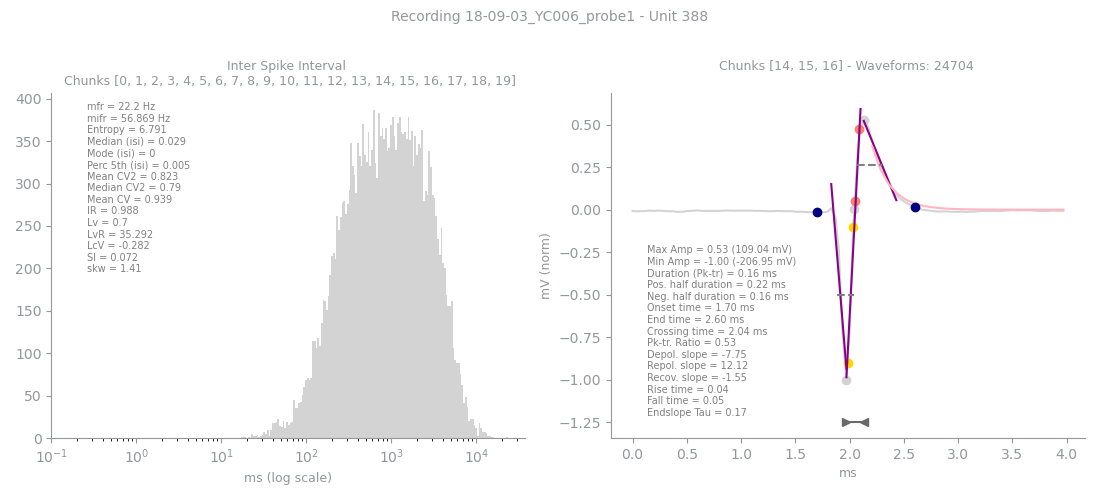 Recording 18-09-03_YC006_probe1 - Unit 388
Inter Spike Interval
Chunks [0, 1, 2, 3, 4, 5, 6, 7, 8, 9, 10, 11, 12, 13, 14, 15, 16, 17, 18, 19]
400
350
300
250
200
150
100
50
0
mfr = 22.2 Hz
mifr = 56.869 Hz
Entropy = 6.791
Median (isi) = 0.029
Mode (isi) = 0
Perc 5th (isi) = 0.005
Mean CV2 = 0.823
Median CV2 = 0.79
Mean CV = 0.939
IR = 0.988
Lv = 0.7
LvR = 35.292
LcV = -0.282
SI = 0.072
skw = 1.41
10⁻¹ 10⁰ 10¹ 10² 10³ 10⁴
ms (log scale)
Chunks [14, 15, 16] - Waveforms: 24704
mV (norm)
0.50
0.25
0.00
−0.25
−0.50
−0.75
−1.00
−1.25
Max Amp = 0.53 (109.04 mV)
Min Amp = -1.00 (-206.95 mV)
Duration (Pk-tr) = 0.16 ms
Pos. half duration = 0.22 ms
Neg. half duration = 0.16 ms
Onset time = 1.70 ms
End time = 2.60 ms
Crossing time = 2.04 ms
Pk-tr. Ratio = 0.53
Depol. slope = -7.75
Repol. slope = 12.12
Recov. slope = -1.55
Rise time = 0.04
Fall time = 0.05
Endslope Tau = 0.17
0.0 0.5 1.0 1.5 2.0 2.5 3.0 3.5 4.0
ms